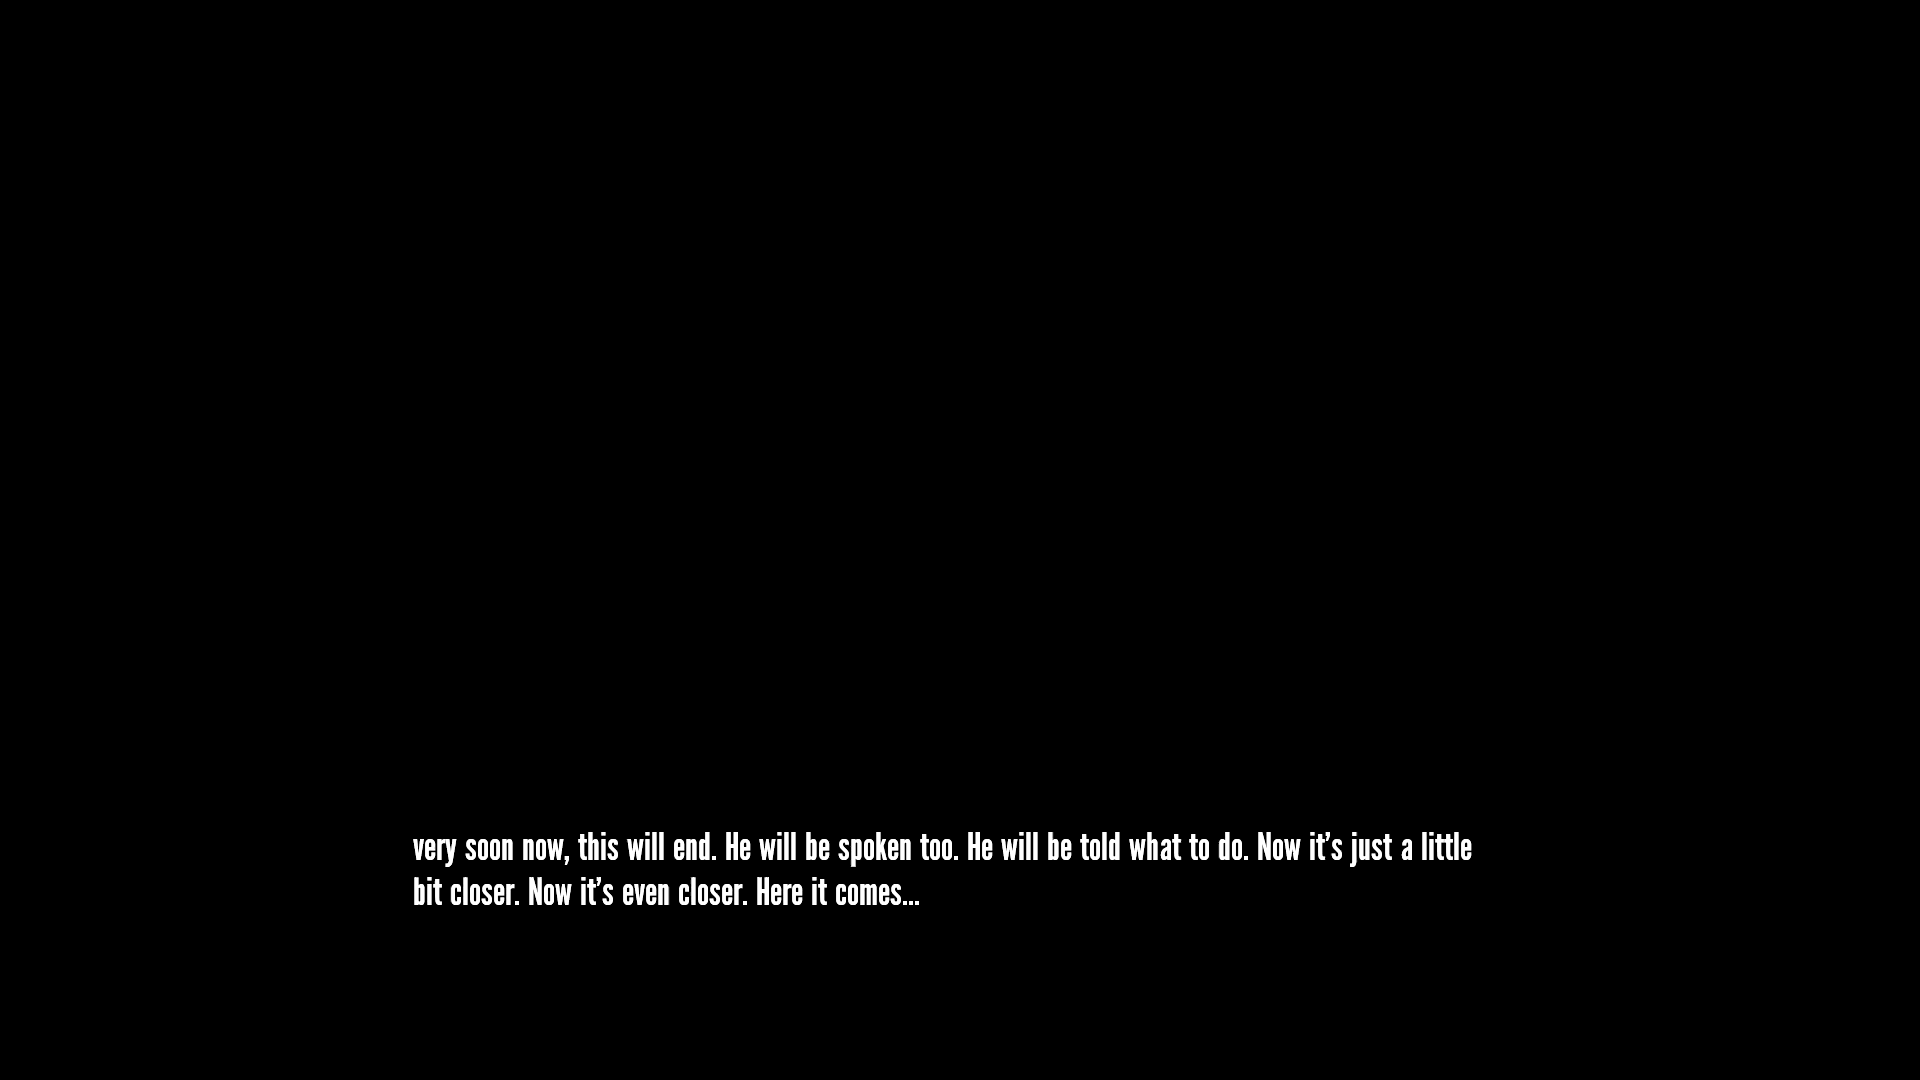 very soon now, this will end. He will be spoken too. He will be told what to do. Now it’s just a little
bit closer. Now it’s even closer. Here it comes...